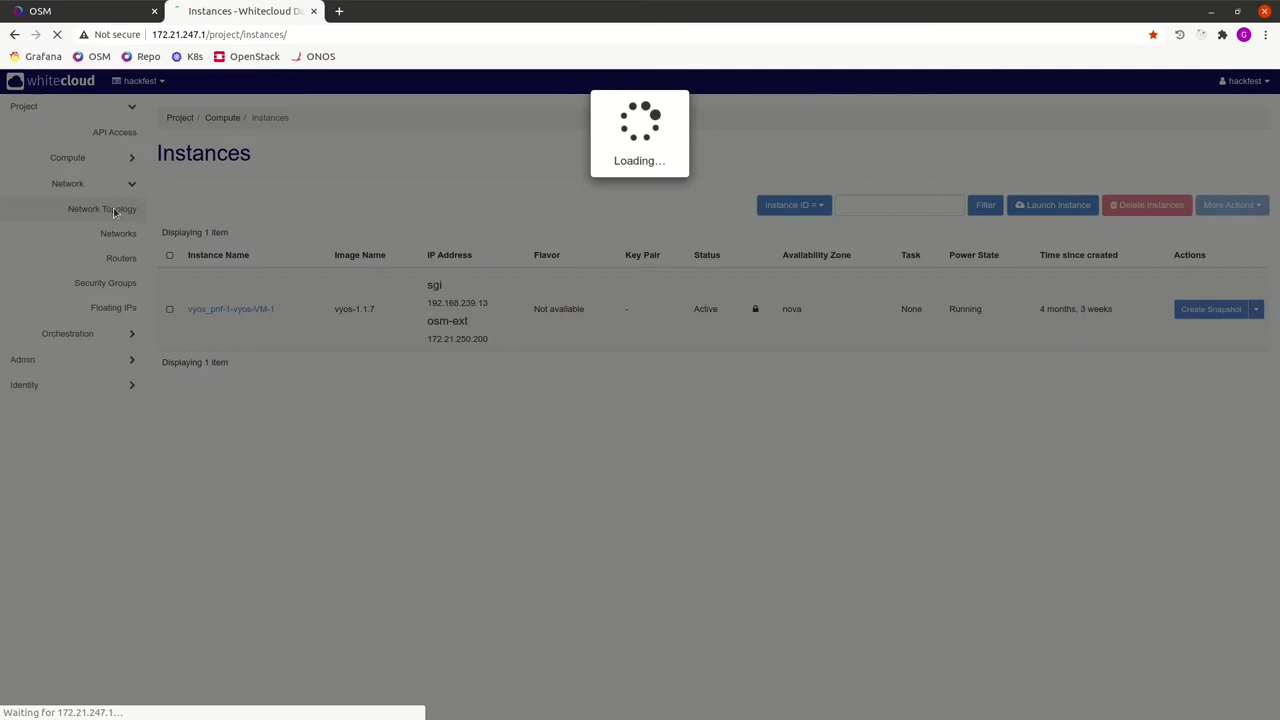 OSM
Instances - Whitecloud Da
Not secure
172.21.247.1/project/instances/
G
Grafana
OSM
Repo
K8s
OpenStack
ONOS
whitecloud
hackfest
hackfest
Project
API Access
Compute
Network
Network Topology
Networks
Routers
Security Groups
Floating IPs
Orchestration
Admin
Identity
Project / Compute / Instances
Instances
Loading…
Instance ID =
Filter
Launch Instance
Delete Instances
More Actions
Displaying 1 item
Instance Name Image Name IP Address Flavor Key Pair Status Availability Zone Task Power State Time since created Actions
sgi
192.168.239.13
vyos_pnf-1-vyos-VM-1 vyos-1.1.7 Not available - Active nova None Running 4 months, 3 weeks Create Snapshot
osm-ext
172.21.250.200
Displaying 1 item
Waiting for 172.21.247.1…